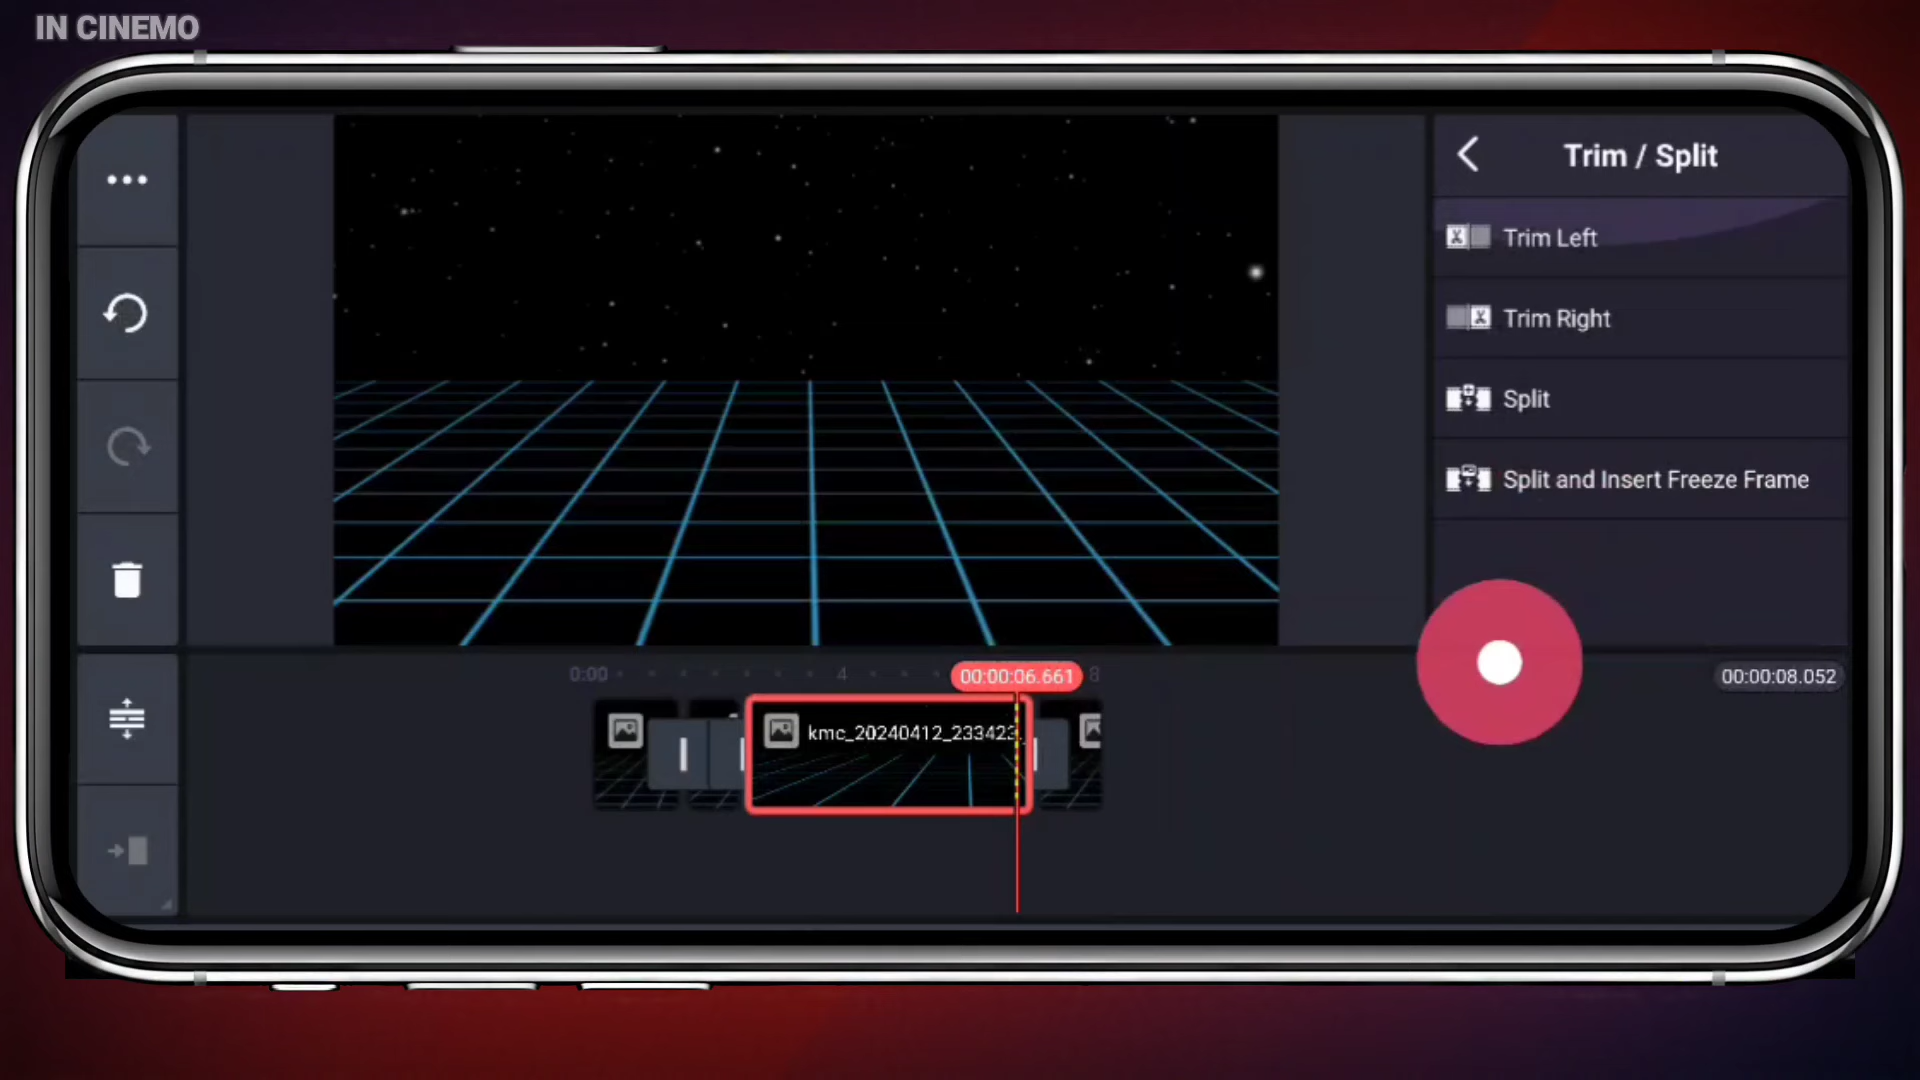 IN CINEMO
Trim / Split
Trim Left
Trim Right
Split
Split and Insert Freeze Frame
0:00
4
00:00:06.661
8
00:00:08.052
kmc_20240412_233423.